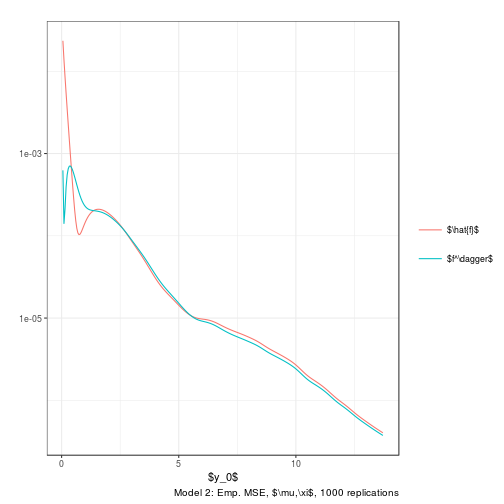 1e-03
1e-05
0
5
10
$y_0$
$\hat{f}$
$f^\dagger$
Model 2: Emp. MSE, $\mu,\xi$, 1000 replications